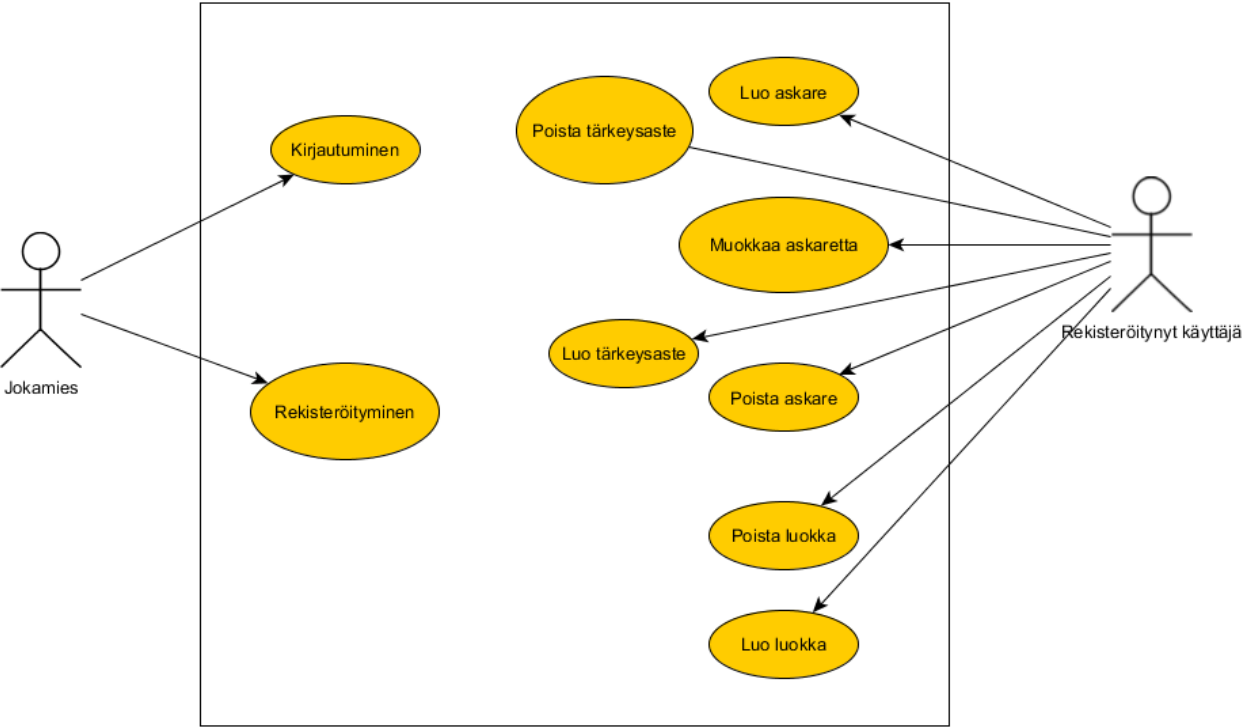 Luo askare
Poista tärkeysaste
Kirjautuminen
Muokkaa askaretta
Rekisteröitynyt käyttäjä
Luo tärkeysaste
Jokamies
Poista askare
Rekisteröityminen
Poista luokka
Luo luokka